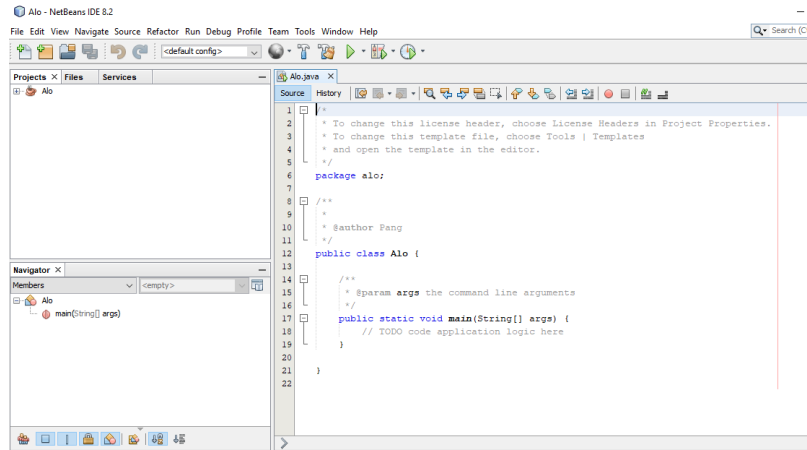 Alo - NetBeans IDE 8.2
File Edit View Navigate Source Refactor Run Debug Profile Team Tools Window Help
Search (C
<default config>
Projects Files Services
Alo
Alo.java
Source History
1 /*
2 * To change this license header, choose License Headers in Project Properties.
3 * To change this template file, choose Tools | Templates
4 * and open the template in the editor.
5 */
6 package alo;
7
8 /**
9 *
10 * @author Pang
11 */
12 public class Alo {
13
14 /**
15 * @param args the command line arguments
16 */
17 public static void main(String[] args) {
18 // TODO code application logic here
19 }
20
21 }
22
Navigator
Members <empty>
Alo
main(String[] args)